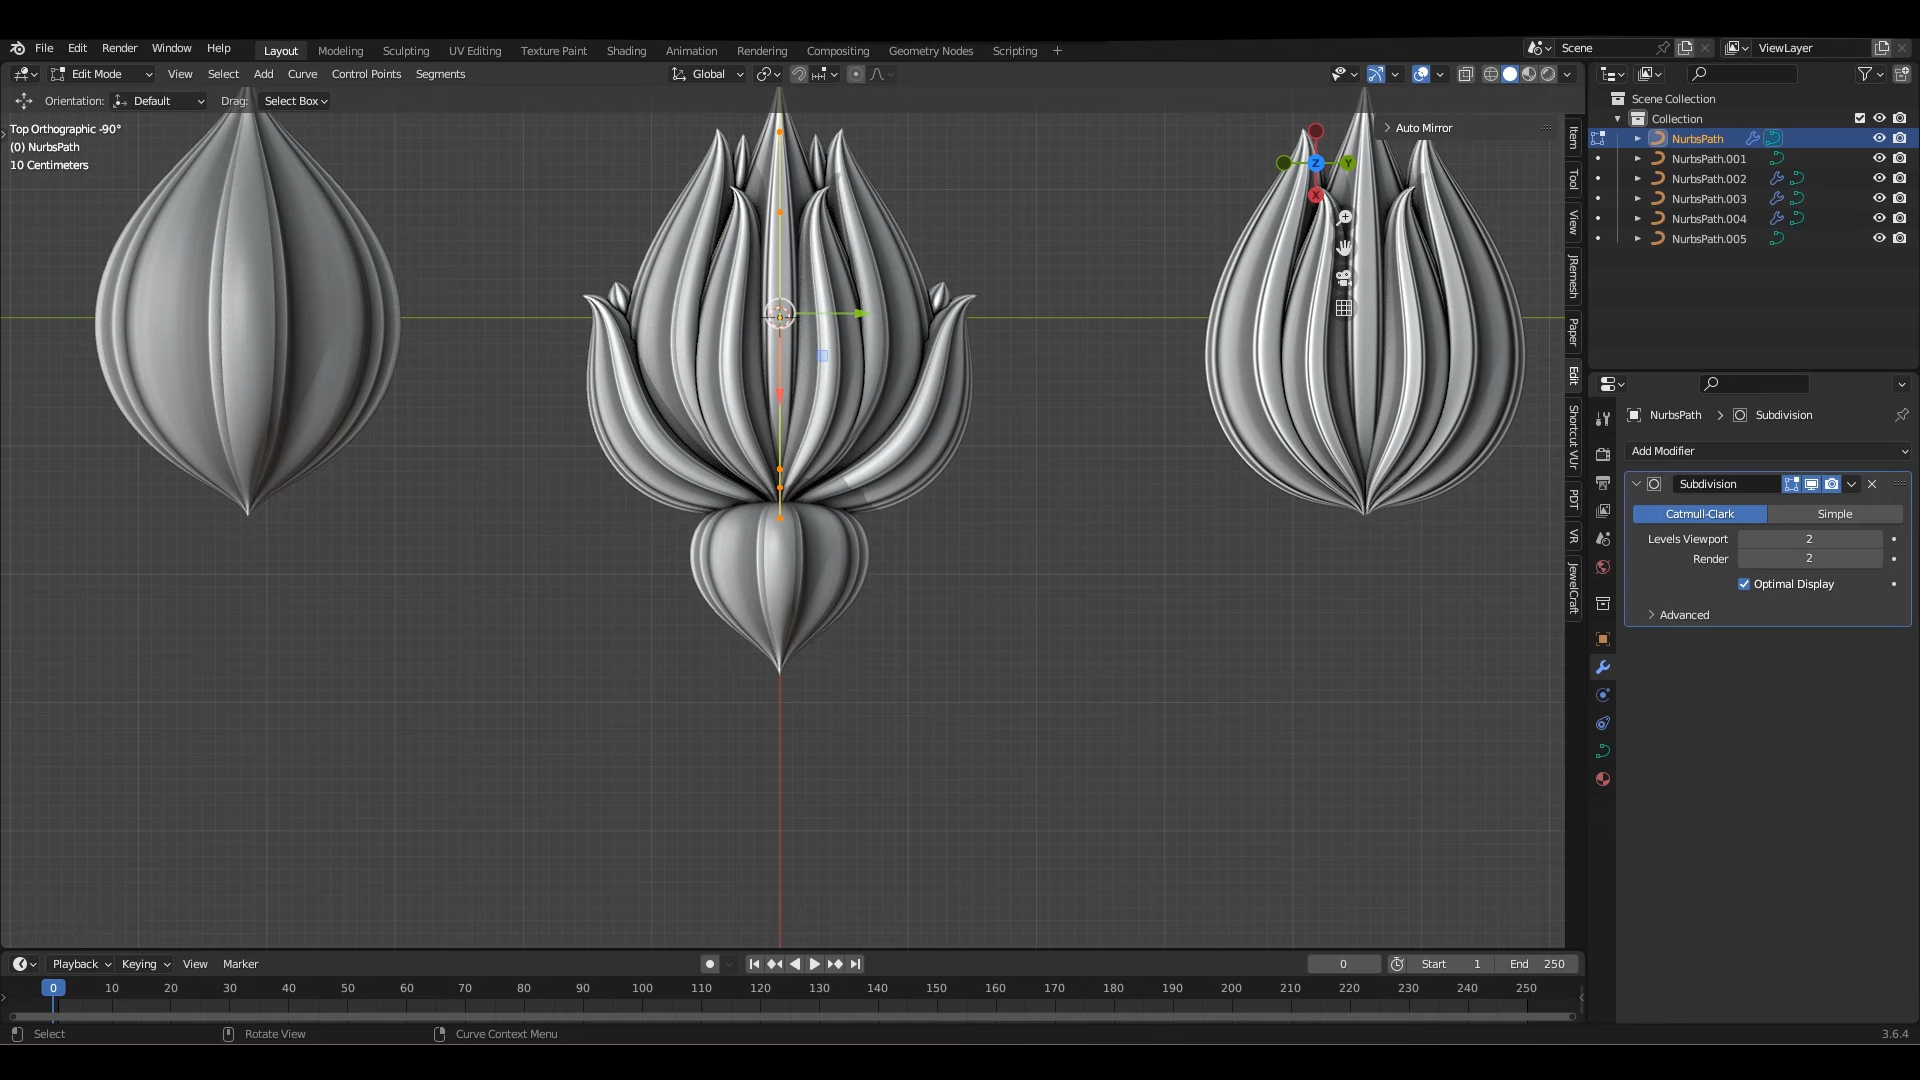 File Edit Render Window Help Layout Modeling Sculpting UV Editing Texture Paint Shading Animation Rendering Compositing Geometry Nodes Scripting + Scene ViewLayer
Edit Mode View Select Add Curve Control Points Segments Global
Orientation: Default Drag: Select Box
Top Orthographic -90°
(0) NurbsPath
10 Centimeters
Auto Mirror
Z
Y
X
Item
Tool
View
JRemesh
Paper
Edit
Shortcut VUr
PDT
VR
JewelCraft
Scene Collection
Collection
NurbsPath
NurbsPath.001
NurbsPath.002
NurbsPath.003
NurbsPath.004
NurbsPath.005
NurbsPath > Subdivision
Add Modifier
Subdivision
Catmull-Clark Simple
Levels Viewport 2
Render 2
Optimal Display
Advanced
Playback Keying View Marker 0 Start 1 End 250
0 10 20 30 40 50 60 70 80 90 100 110 120 130 140 150 160 170 180 190 200 210 220 230 240 250
Select Rotate View Curve Context Menu 3.6.4